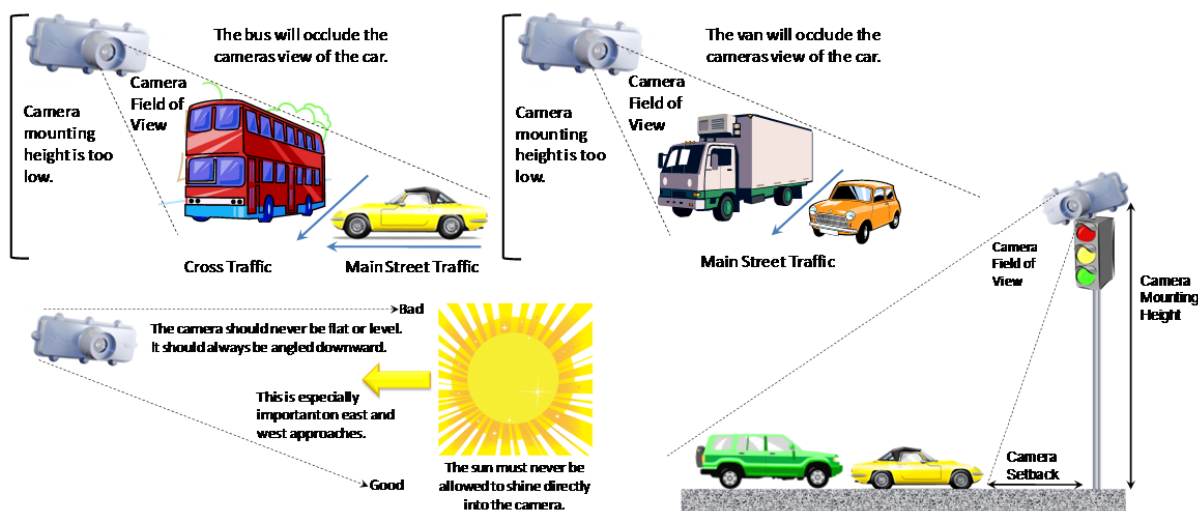 The bus will occlude the
cameras view of the car.
Camera
Field of
View
Camera
mounting
height is too
low.
Cross Traffic
Main Street Traffic
The van will occlude the
cameras view of the car.
Camera
Field of
View
Camera
mounting
height is too
low.
Main Street Traffic
Bad
The camera should never be flat or level.
It should always be angled downward.
This is especially
important on east and
west approaches.
Good
The sun must never be
allowed to shine directly
into the camera.
Camera
Field of
View
Camera
Mounting
Height
Camera
Setback